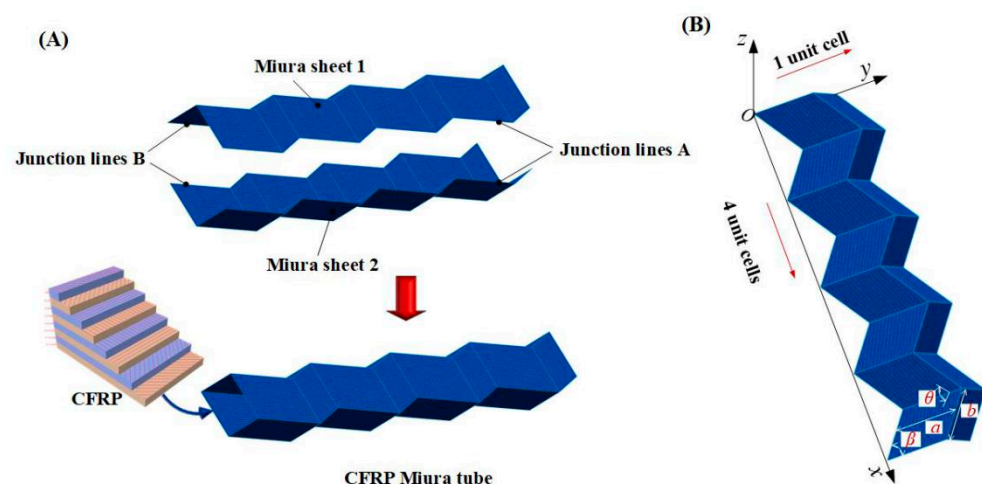 (A)
Miura sheet 1
Junction lines B
Junction lines A
Miura sheet 2
CFRP
CFRP Miura tube
(B)
z
1 unit cell
y
O
4 unit cells
θ
b
a
β
x